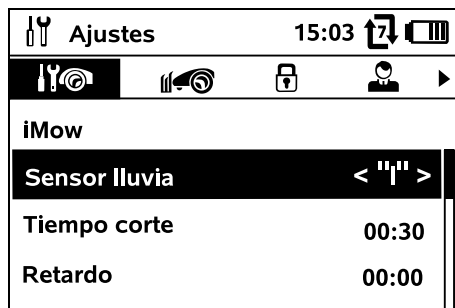 Ajustes 15:03 7
iMow
Sensor lluvia < "I" >
Tiempo corte 00:30
Retardo 00:00